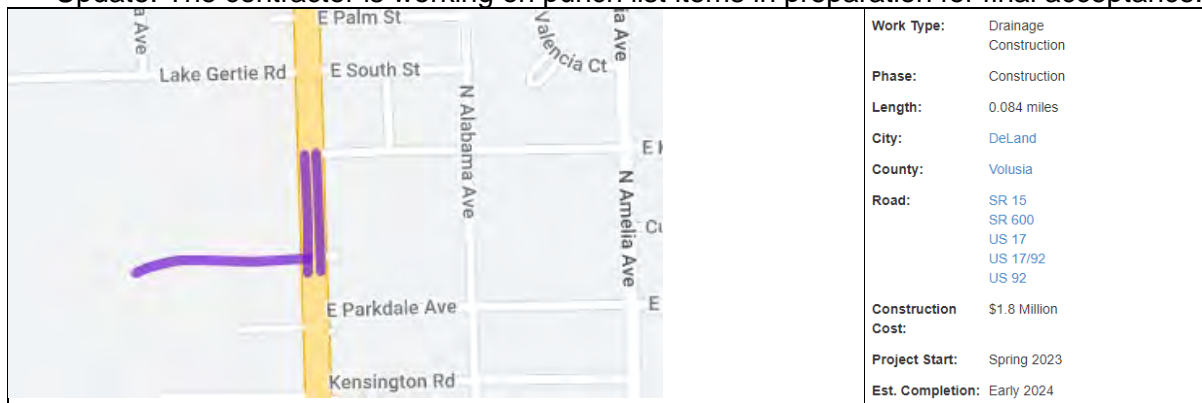 Update: The contractor is working on punch list items in preparation for final acceptance.
E Palm St
Lake Gertie Rd
E South St
Valencia Ct
ia Ave
N Alabama Ave
N Amelia Ave
E Parkdale Ave
E
Kensington Rd
Work Type: Drainage
Construction
Phase: Construction
Length: 0.084 miles
City: DeLand
County: Volusia
Road: SR 15
SR 600
US 17
US 17/92
US 92
Construction $1.8 Million
Cost:
Project Start: Spring 2023
Est. Completion: Early 2024